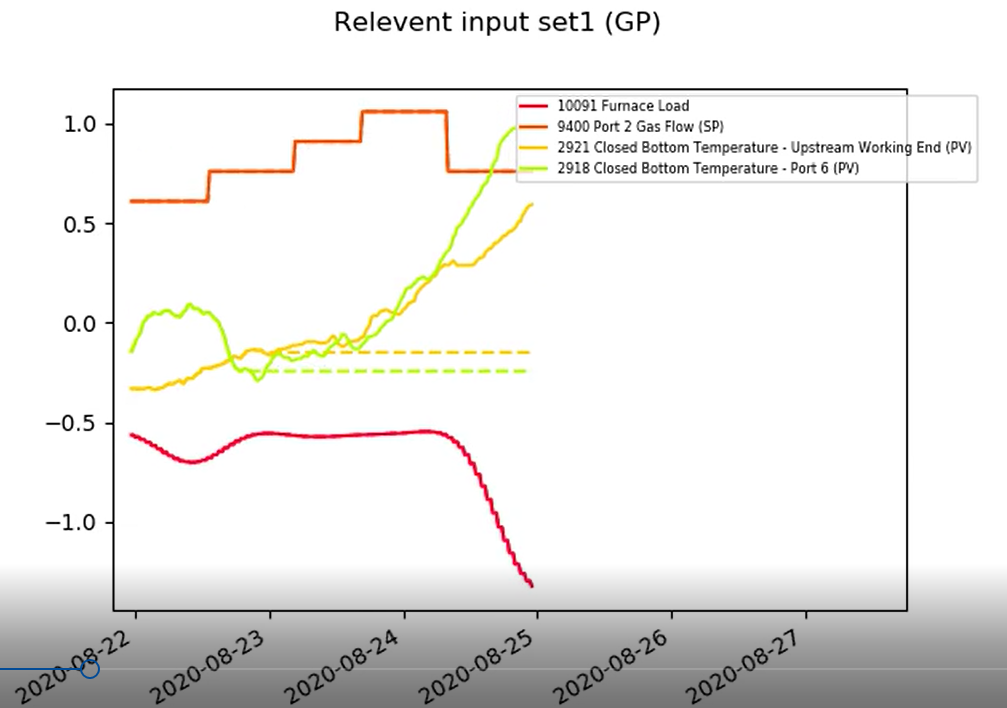 Relevent input set1 (GP)
10091 Furnace Load
9400 Port 2 Gas Flow (SP)
2921 Closed Bottom Temperature - Upstream Working End (PV)
2918 Closed Bottom Temperature - Port 6 (PV)
1.0
0.5
0.0
−0.5
−1.0
2020-08-22
2020-08-23
2020-08-24
2020-08-25
2020-08-26
2020-08-27